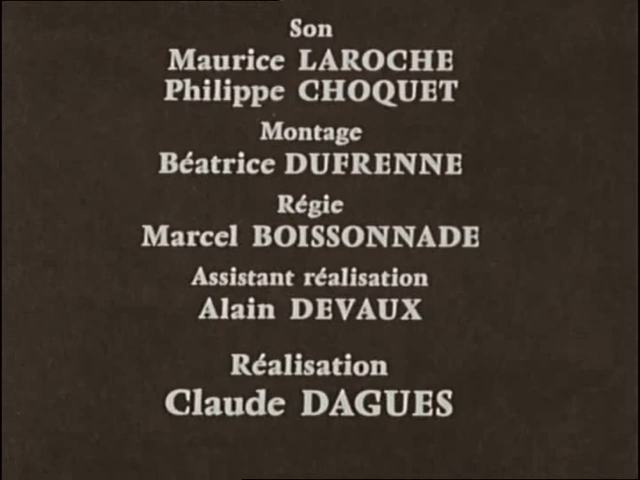 Son
Maurice LAROCHE
Philippe CHOQUET
Montage
Béatrice DUFRENNE
Régie
Marcel BOISSONNADE
Assistant réalisation
Alain DEVAUX
Réalisation
Claude DAGUES